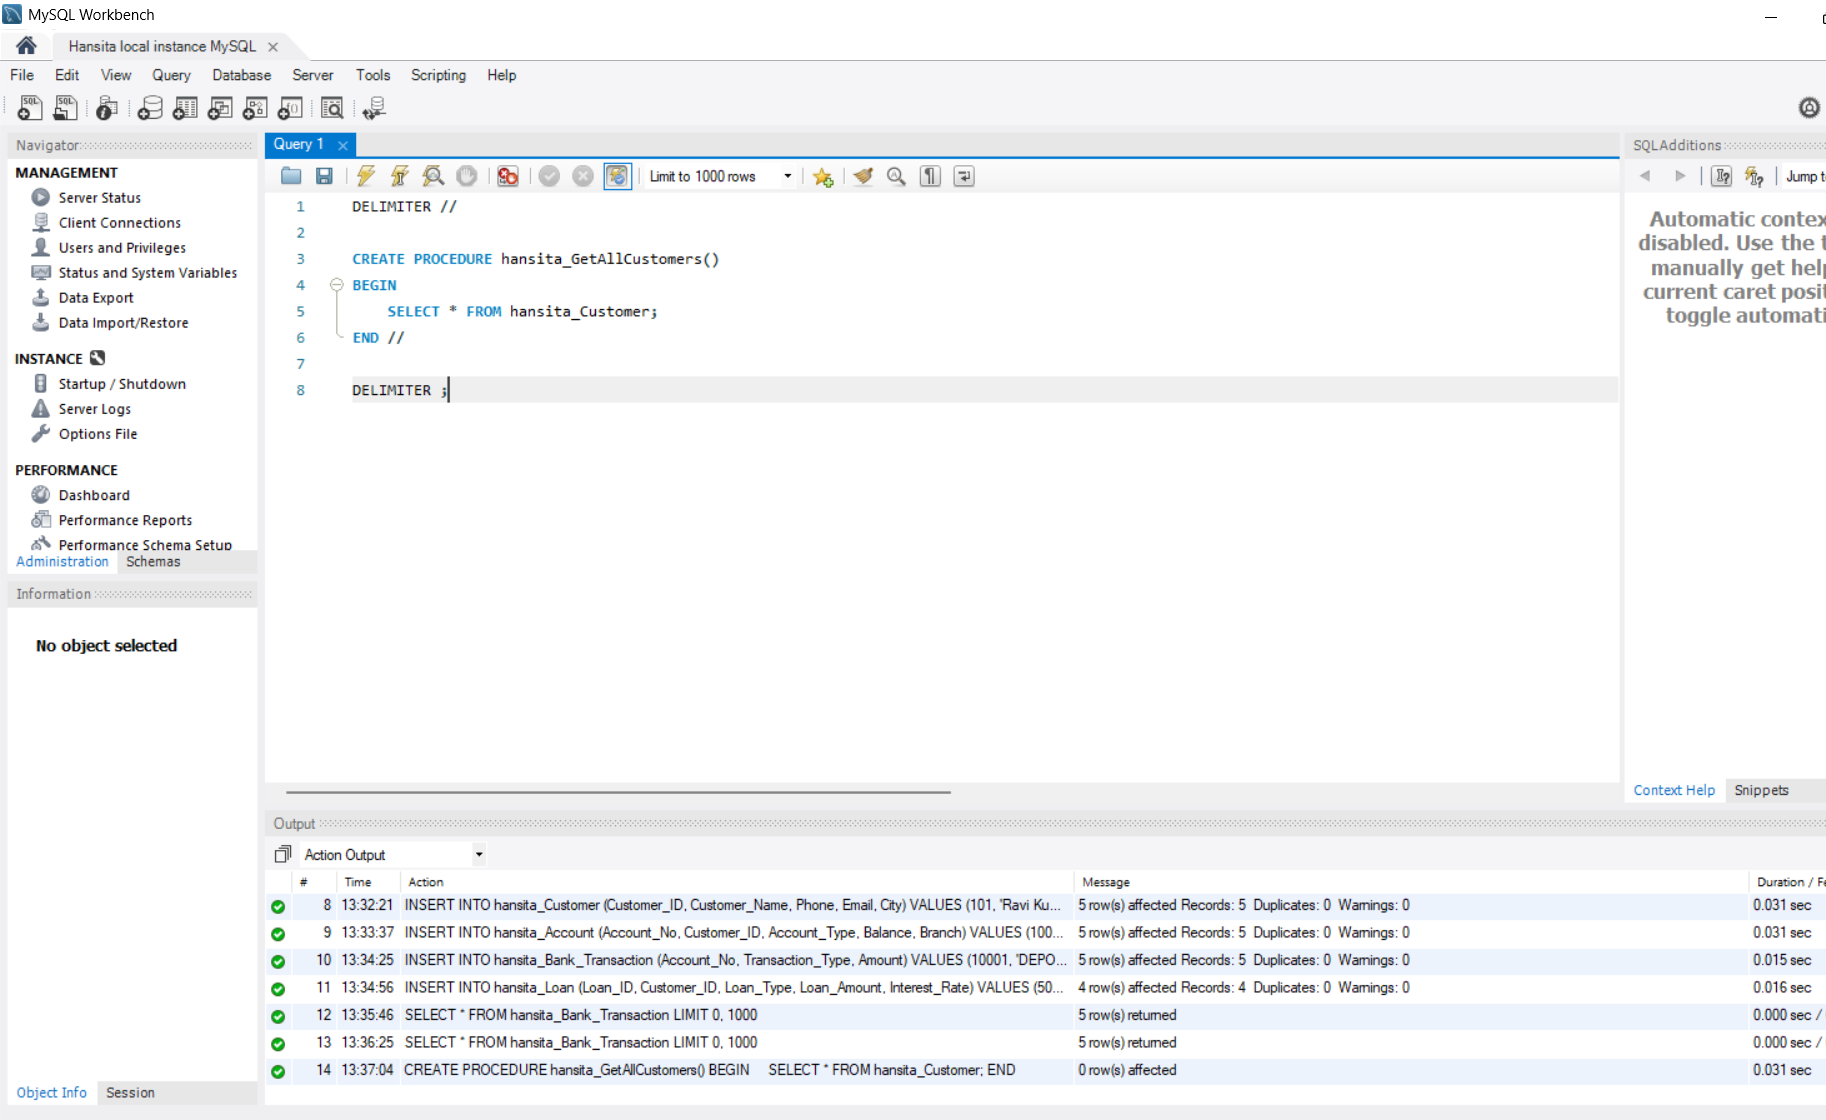 MySQL Workbench
Hansita local instance MySQL
File Edit View Query Database Server Tools Scripting Help
Navigator
MANAGEMENT
Server Status
Client Connections
Users and Privileges
Status and System Variables
Data Export
Data Import/Restore
INSTANCE
Startup / Shutdown
Server Logs
Options File
PERFORMANCE
Dashboard
Performance Reports
Performance Schema Setup
Administration Schemas
Information
No object selected
Object Info Session
Query 1
Limit to 1000 rows
1 DELIMITER //
2
3 CREATE PROCEDURE hansita_GetAllCustomers()
4 BEGIN
5 SELECT * FROM hansita_Customer;
6 END //
7
8 DELIMITER ;
SQLAdditions
Jump t
Automatic contex
disabled. Use the t
manually get help
current caret posit
toggle automati
Context Help Snippets
Output
Action Output
# Time Action Message Duration / Fe
8 13:32:21 INSERT INTO hansita_Customer (Customer_ID, Customer_Name, Phone, Email, City) VALUES (101, 'Ravi Ku... 5 row(s) affected Records: 5 Duplicates: 0 Warnings: 0 0.031 sec
9 13:33:37 INSERT INTO hansita_Account (Account_No, Customer_ID, Account_Type, Balance, Branch) VALUES (100... 5 row(s) affected Records: 5 Duplicates: 0 Warnings: 0 0.031 sec
10 13:34:25 INSERT INTO hansita_Bank_Transaction (Account_No, Transaction_Type, Amount) VALUES (10001, 'DEPO... 5 row(s) affected Records: 5 Duplicates: 0 Warnings: 0 0.015 sec
11 13:34:56 INSERT INTO hansita_Loan (Loan_ID, Customer_ID, Loan_Type, Loan_Amount, Interest_Rate) VALUES (50... 4 row(s) affected Records: 4 Duplicates: 0 Warnings: 0 0.016 sec
12 13:35:46 SELECT * FROM hansita_Bank_Transaction LIMIT 0, 1000 5 row(s) returned 0.000 sec /
13 13:36:25 SELECT * FROM hansita_Bank_Transaction LIMIT 0, 1000 5 row(s) returned 0.000 sec /
14 13:37:04 CREATE PROCEDURE hansita_GetAllCustomers() BEGIN SELECT * FROM hansita_Customer; END 0 row(s) affected 0.031 sec